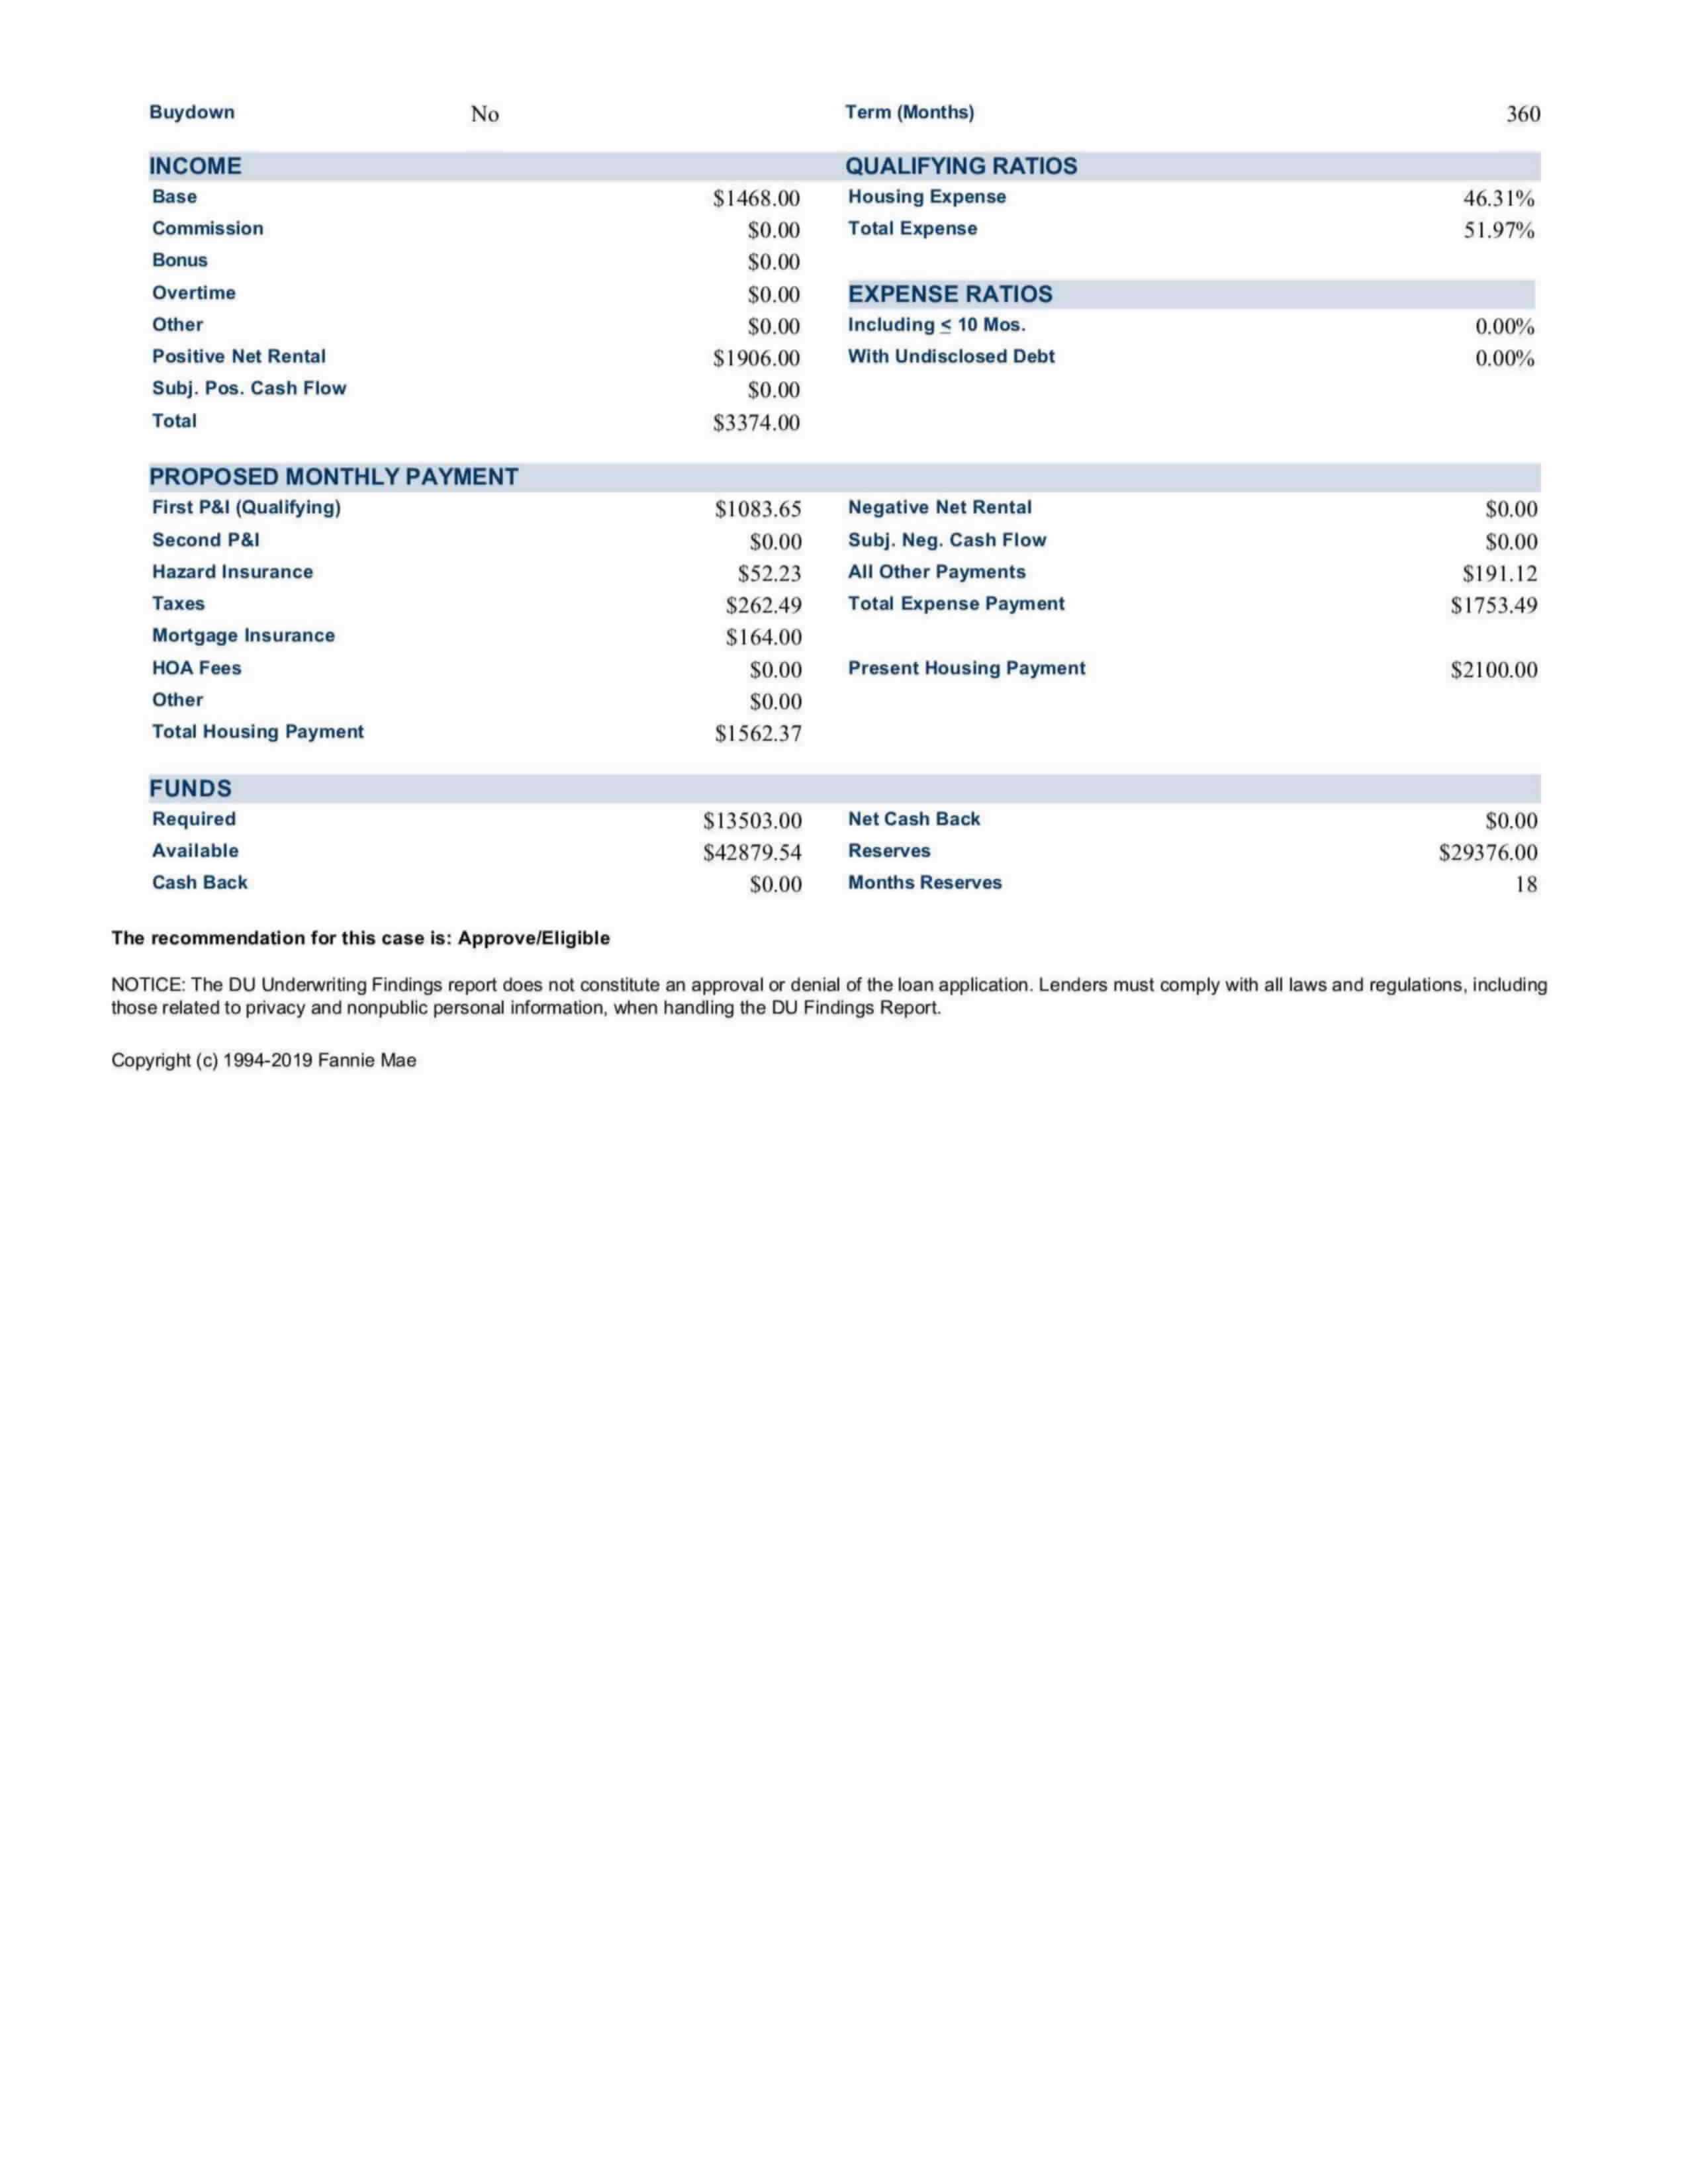 Buydown No Term (Months) 360
INCOME QUALIFYING RATIOS
Base $1468.00 Housing Expense 46.31%
Commission $0.00 Total Expense 51.97%
Bonus $0.00
Overtime $0.00 EXPENSE RATIOS
Other $0.00 Including ≤ 10 Mos. 0.00%
Positive Net Rental $1906.00 With Undisclosed Debt 0.00%
Subj. Pos. Cash Flow $0.00
Total $3374.00
PROPOSED MONTHLY PAYMENT
First P&I (Qualifying) $1083.65 Negative Net Rental $0.00
Second P&I $0.00 Subj. Neg. Cash Flow $0.00
Hazard Insurance $52.23 All Other Payments $191.12
Taxes $262.49 Total Expense Payment $1753.49
Mortgage Insurance $164.00
HOA Fees $0.00 Present Housing Payment $2100.00
Other $0.00
Total Housing Payment $1562.37
FUNDS
Required $13503.00 Net Cash Back $0.00
Available $42879.54 Reserves $29376.00
Cash Back $0.00 Months Reserves 18
The recommendation for this case is: Approve/Eligible
NOTICE: The DU Underwriting Findings report does not constitute an approval or denial of the loan application. Lenders must comply with all laws and regulations, including
those related to privacy and nonpublic personal information, when handling the DU Findings Report.
Copyright (c) 1994-2019 Fannie Mae